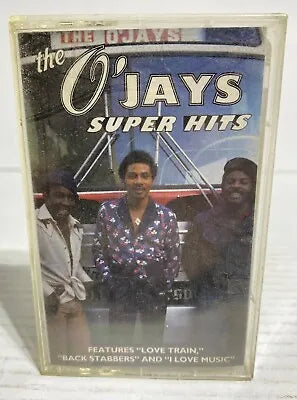 THE O'JAYS
the
O'JAYS
SUPER HITS
FEATURES "LOVE TRAIN,"
"BACK STABBERS" AND "I LOVE MUSIC"